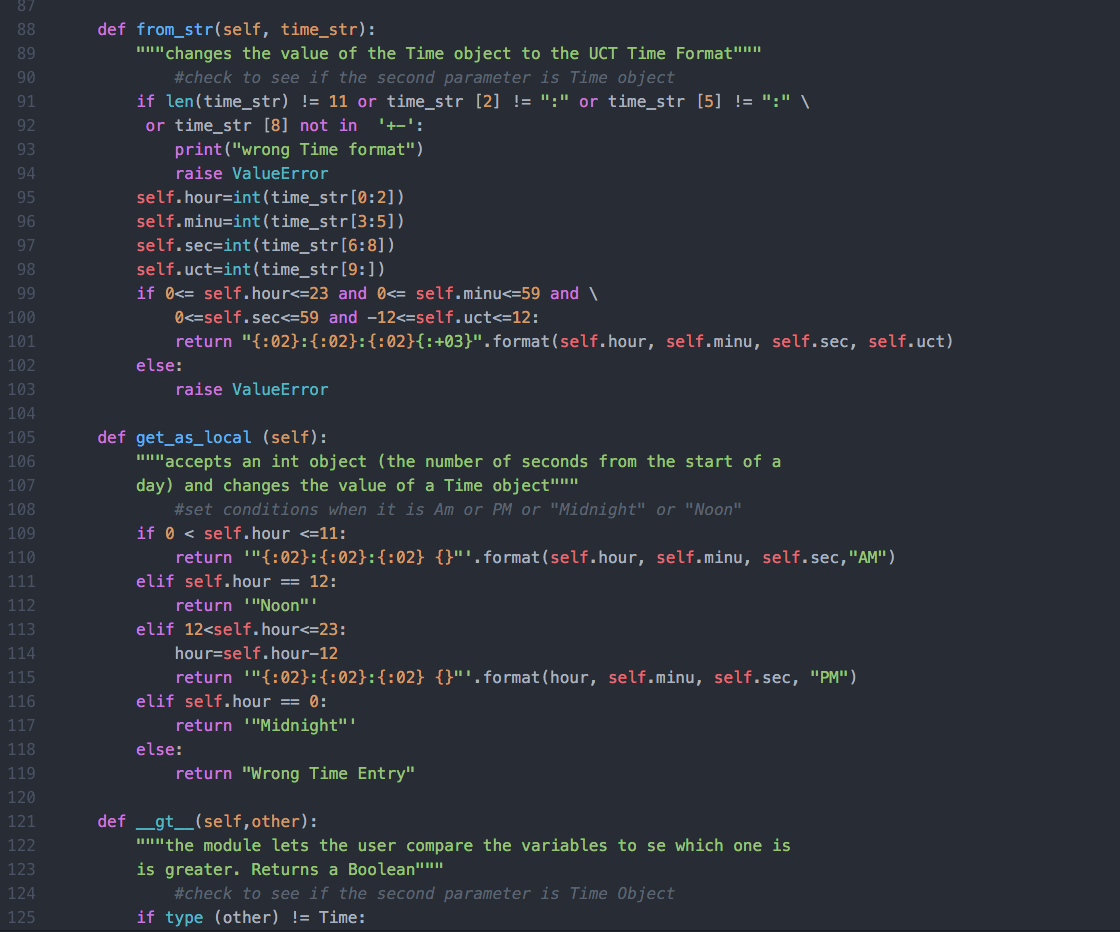 87
88 def from_str(self, time_str):
89 """changes the value of the Time object to the UCT Time Format"""
90 #check to see if the second parameter is Time object
91 if len(time_str) != 11 or time_str [2] != ":" or time_str [5] != ":" \
92 or time_str [8] not in  '+-':
93 print("wrong Time format")
94 raise ValueError
95 self.hour=int(time_str[0:2])
96 self.minu=int(time_str[3:5])
97 self.sec=int(time_str[6:8])
98 self.uct=int(time_str[9:])
99 if 0<= self.hour<=23 and 0<= self.minu<=59 and \
100 0<=self.sec<=59 and -12<=self.uct<=12:
101 return "{:02}:{:02}:{:02}{:+03}".format(self.hour, self.minu, self.sec, self.uct)
102 else:
103 raise ValueError
104
105 def get_as_local (self):
106 """accepts an int object (the number of seconds from the start of a
107 day) and changes the value of a Time object"""
108 #set conditions when it is Am or PM or "Midnight" or "Noon"
109 if 0 < self.hour <=11:
110 return '"{:02}:{:02}:{:02} {}"'.format(self.hour, self.minu, self.sec,"AM")
111 elif self.hour == 12:
112 return '"Noon"'
113 elif 12<self.hour<=23:
114 hour=self.hour-12
115 return '"{:02}:{:02}:{:02} {}"'.format(hour, self.minu, self.sec, "PM")
116 elif self.hour == 0:
117 return '"Midnight"'
118 else:
119 return "Wrong Time Entry"
120
121 def __gt__(self,other):
122 """the module lets the user compare the variables to se which one is
123 is greater. Returns a Boolean"""
124 #check to see if the second parameter is Time Object
125 if type (other) != Time: